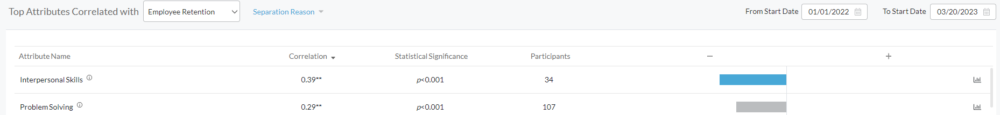 Top Attributes Correlated with Employee Retention Separation Reason From Start Date 01/01/2022 To Start Date 03/20/2023
Attribute Name Correlation Statistical Significance Participants − +
Interpersonal Skills 0.39** p<0.001 34
Problem Solving 0.29** p<0.001 107